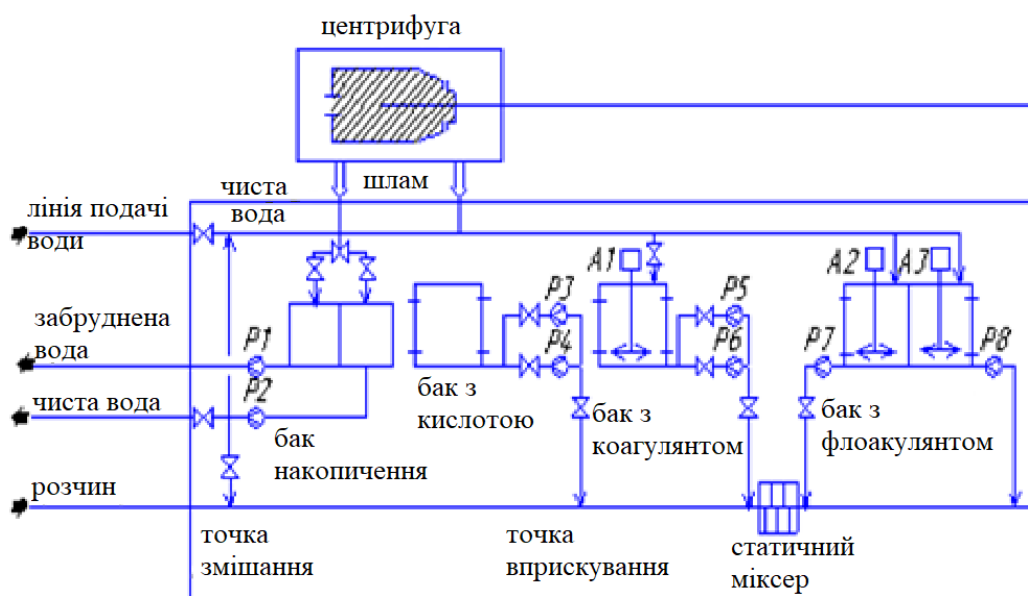 центрифуга
шлам
чиста
вода
лінія подачі
води
A1
A2
A3
P3
P5
забруднена
вода
P1
P4
P6
P7
P8
P2
чиста вода
бак з
кислотою
бак з
коагулянтом
бак з
флоакулянтом
бак
накопичення
розчин
точка
змішання
точка
вприскування
статичний
міксер